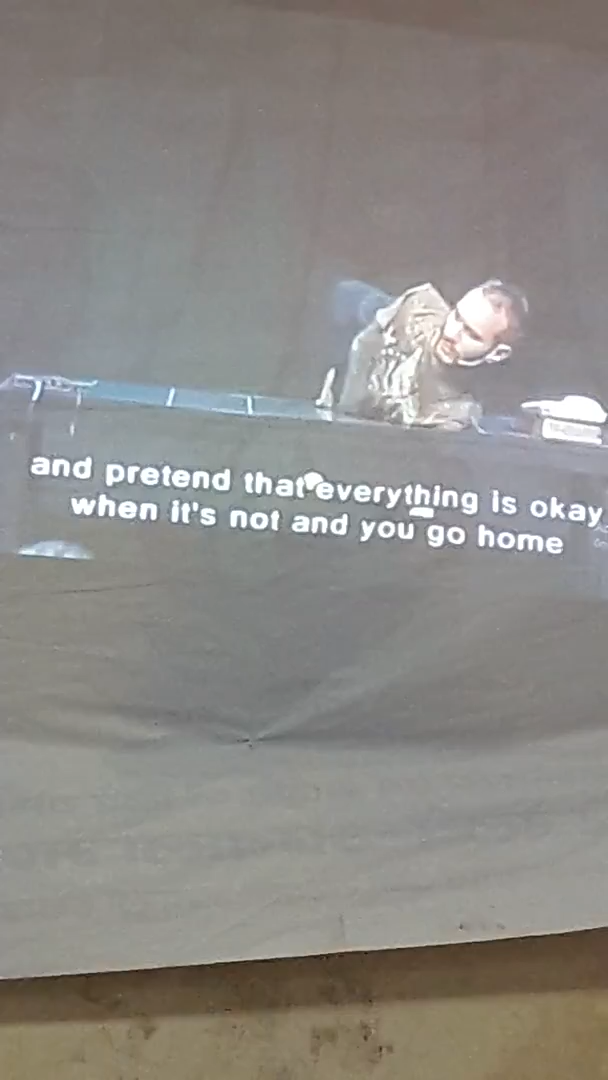 and pretend that everything is okay
when it's not and you go home